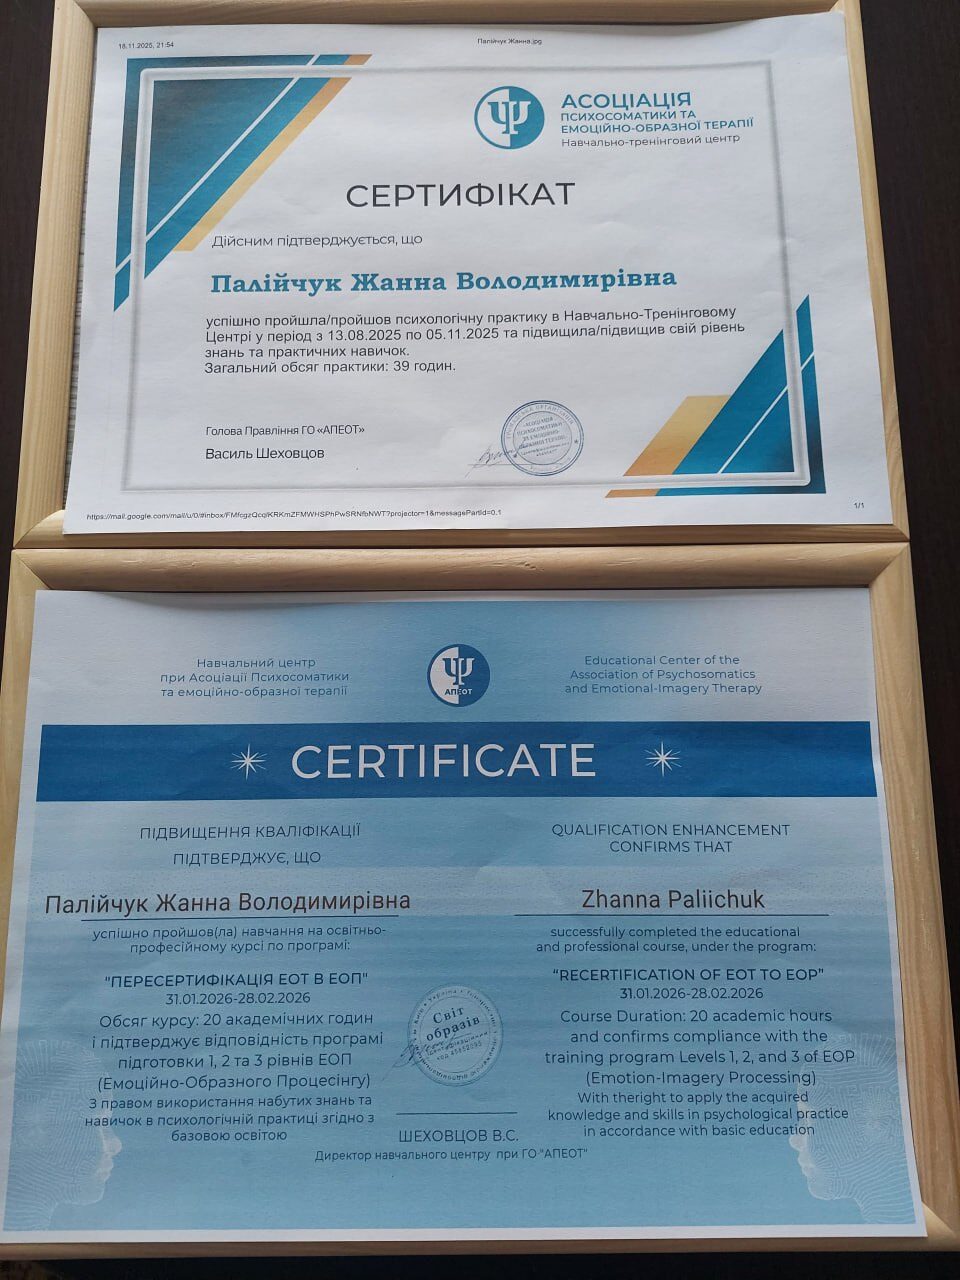 18.11.2025, 21:54
Палійчук Жанна.jpg
АСОЦІАЦІЯ
ПСИХОСОМАТИКИ ТА
ЕМОЦІЙНО-ОБРАЗНОЇ ТЕРАПІЇ
Навчально-тренінговий центр
СЕРТИФІКАТ
Дійсним підтверджується, що
Палійчук Жанна Володимирівна
успішно пройшла/пройшов психологічну практику в Навчально-Тренінговому
Центрі у період з 13.08.2025 по 05.11.2025 та підвищила/підвищив свій рівень
знань та практичних навичок.
Загальний обсяг практики: 39 годин.
Голова Правління ГО «АПЕОТ»
Василь Шеховцов
АСОЦІАЦІЯ
ПСИХОСОМАТИКИ
ТА ЕМОЦІЙНО-
ОБРАЗНОЇ ТЕРАПІЇ
1/1
Навчальний центр
при Асоціації Психосоматики
та емоційно-образної терапії
АПЕОТ
Educational Center of the
Association of Psychosomatics
and Emotional-Imagery Therapy
CERTIFICATE
ПІДВИЩЕННЯ КВАЛІФІКАЦІЇ
ПІДТВЕРДЖУЄ, ЩО
Палійчук Жанна Володимирівна
успішно пройшов(ла) навчання на освітньо-
професійному курсі по програмі:
"ПЕРЕСЕРТИФІКАЦІЯ ЕОТ В ЕОП"
31.01.2026-28.02.2026
Обсяг курсу: 20 академічних годин
і підтверджує відповідність програмі
підготовки 1, 2 та 3 рівнів ЕОП
(Емоційно-Образного Процесінгу)
З правом використання набутих знань та
навичок в психологічній практиці згідно з
базовою освітою
QUALIFICATION ENHANCEMENT
CONFIRMS THAT
Zhanna Paliichuk
successfully completed the educational
and professional course, under the program:
“RECERTIFICATION OF EOT TO EOP”
31.01.2026-28.02.2026
Course Duration: 20 academic hours
and confirms compliance with the
training program Levels 1, 2, and 3 of EOP
(Emotion-Imagery Processing)
With theright to apply the acquired
knowledge and skills in psychological practice
in accordance with basic education
Світ
образів
ШЕХОВЦОВ В.С.
Директор навчального центру при ГО "АПЕОТ"